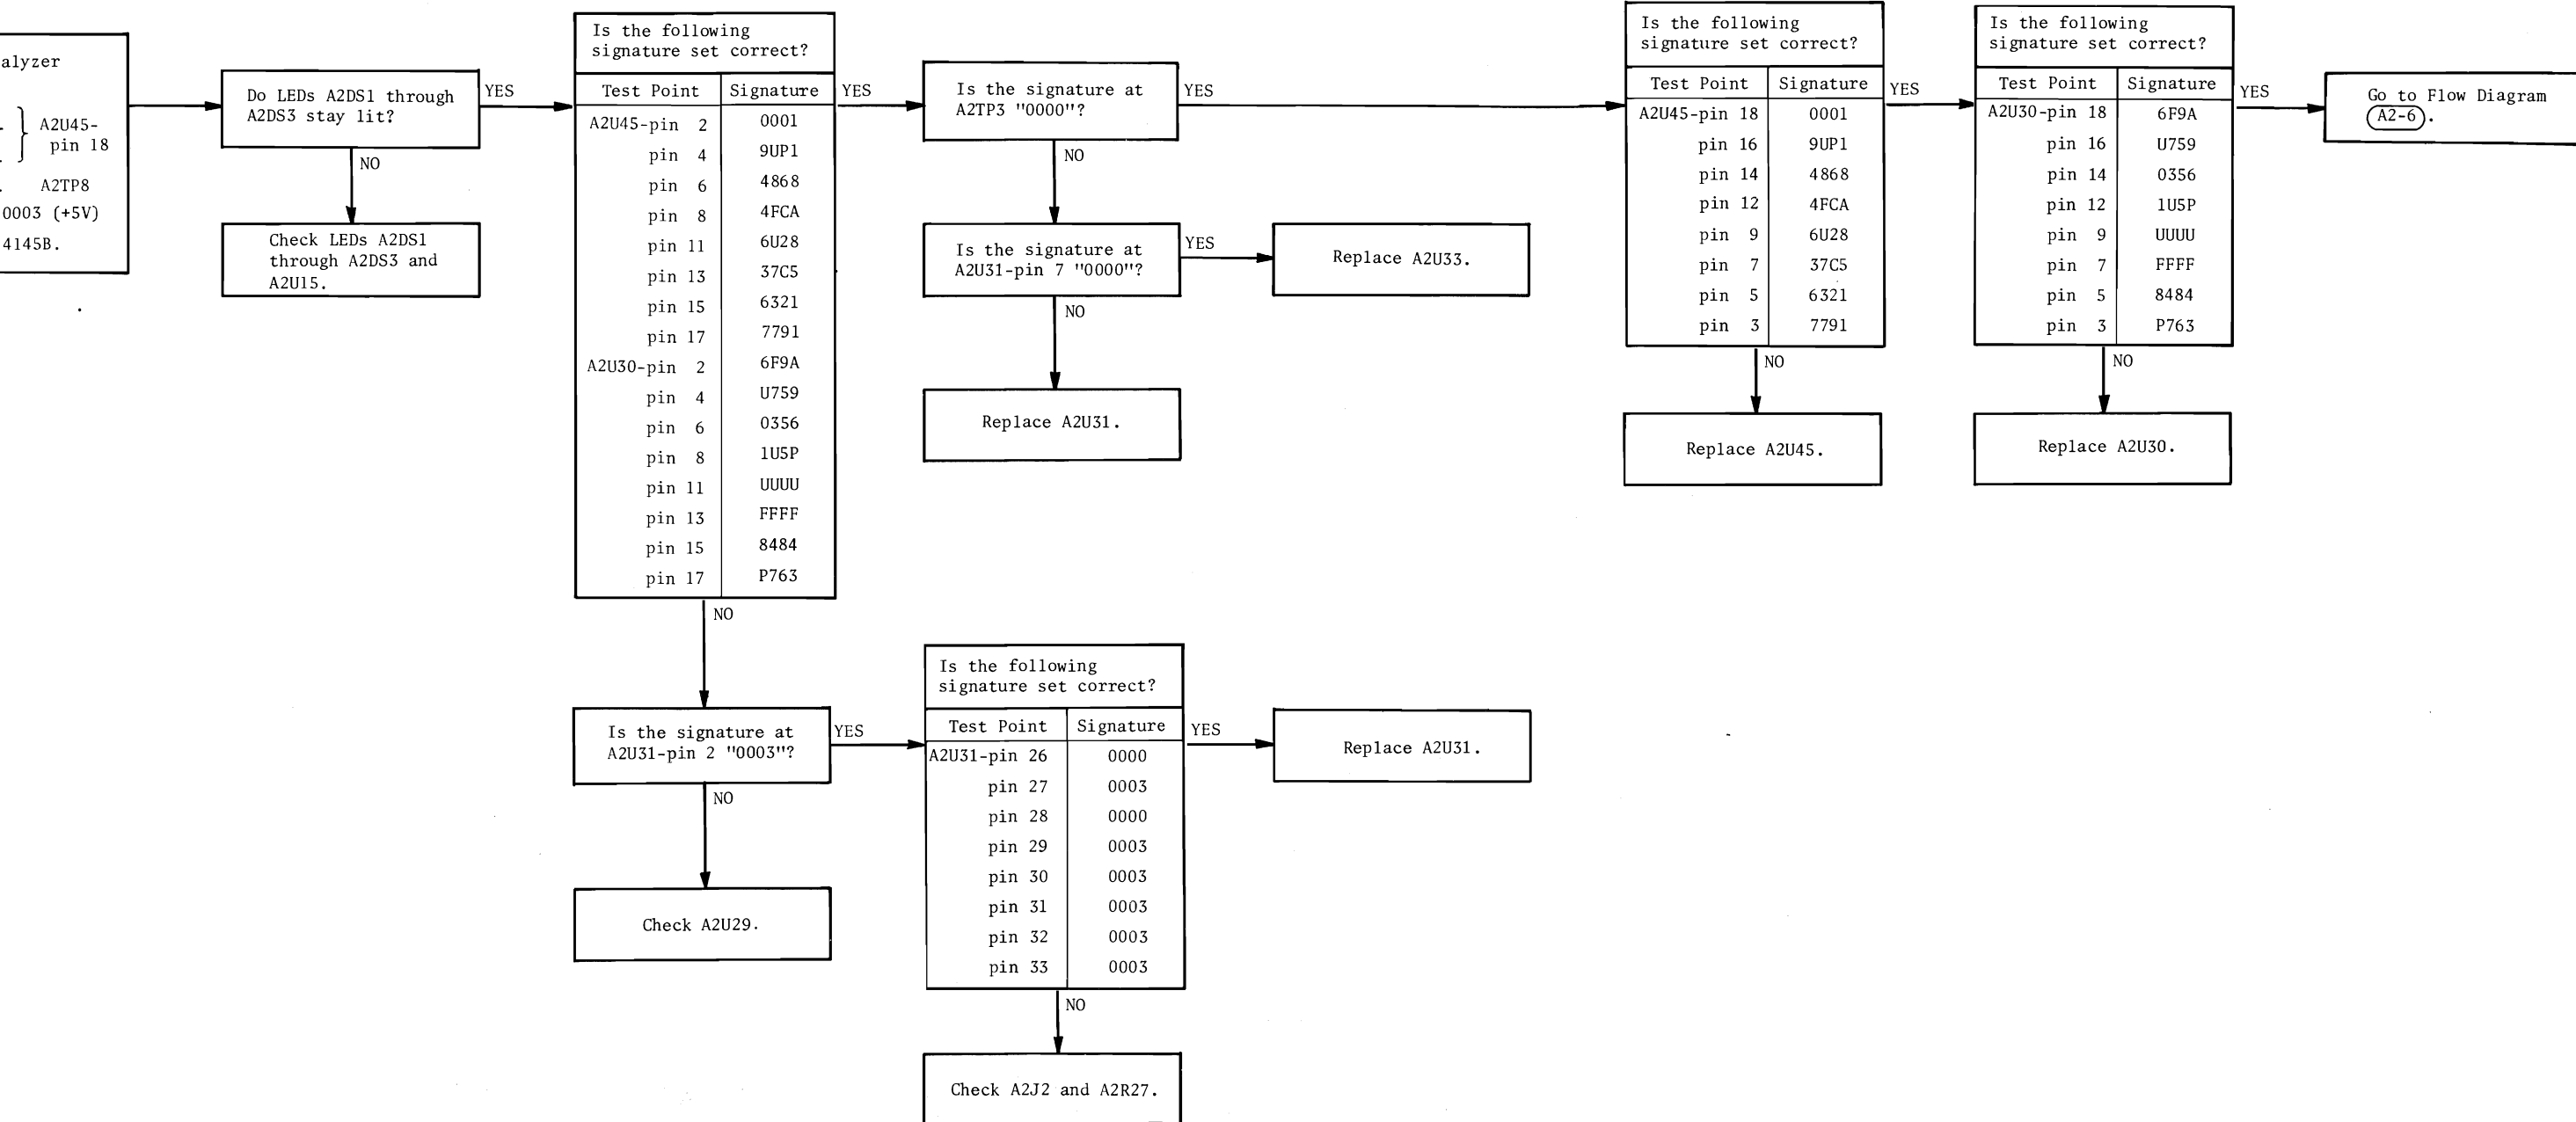 alyzer
A2U45-
pin 18
A2TP8
0003 (+5V)
4145B.
Do LEDs A2DS1 through
A2DS3 stay lit?
YES
NO
Check LEDs A2DS1
through A2DS3 and
A2U15.
Is the following
signature set correct?
Test Point Signature
A2U45-pin 2 0001
pin 4 9UP1
pin 6 4868
pin 8 4FCA
pin 11 6U28
pin 13 37C5
pin 15 6321
pin 17 7791
A2U30-pin 2 6F9A
pin 4 U759
pin 6 0356
pin 8 1U5P
pin 11 UUUU
pin 13 FFFF
pin 15 8484
pin 17 P763
YES
NO
Is the signature at
A2U31-pin 2 "0003"?
YES
NO
Check A2U29.
Is the signature at
A2TP3 "0000"?
YES
NO
Is the signature at
A2U31-pin 7 "0000"?
YES
NO
Replace A2U33.
Replace A2U31.
Is the following
signature set correct?
Test Point Signature
A2U31-pin 26 0000
pin 27 0003
pin 28 0000
pin 29 0003
pin 30 0003
pin 31 0003
pin 32 0003
pin 33 0003
YES
NO
Replace A2U31.
Check A2J2 and A2R27.
Is the following
signature set correct?
Test Point Signature
A2U45-pin 18 0001
pin 16 9UP1
pin 14 4868
pin 12 4FCA
pin 9 6U28
pin 7 37C5
pin 5 6321
pin 3 7791
YES
NO
Replace A2U45.
Is the following
signature set correct?
Test Point Signature
A2U30-pin 18 6F9A
pin 16 U759
pin 14 0356
pin 12 1U5P
pin 9 UUUU
pin 7 FFFF
pin 5 8484
pin 3 P763
YES
NO
Replace A2U30.
Go to Flow Diagram
A2-6.